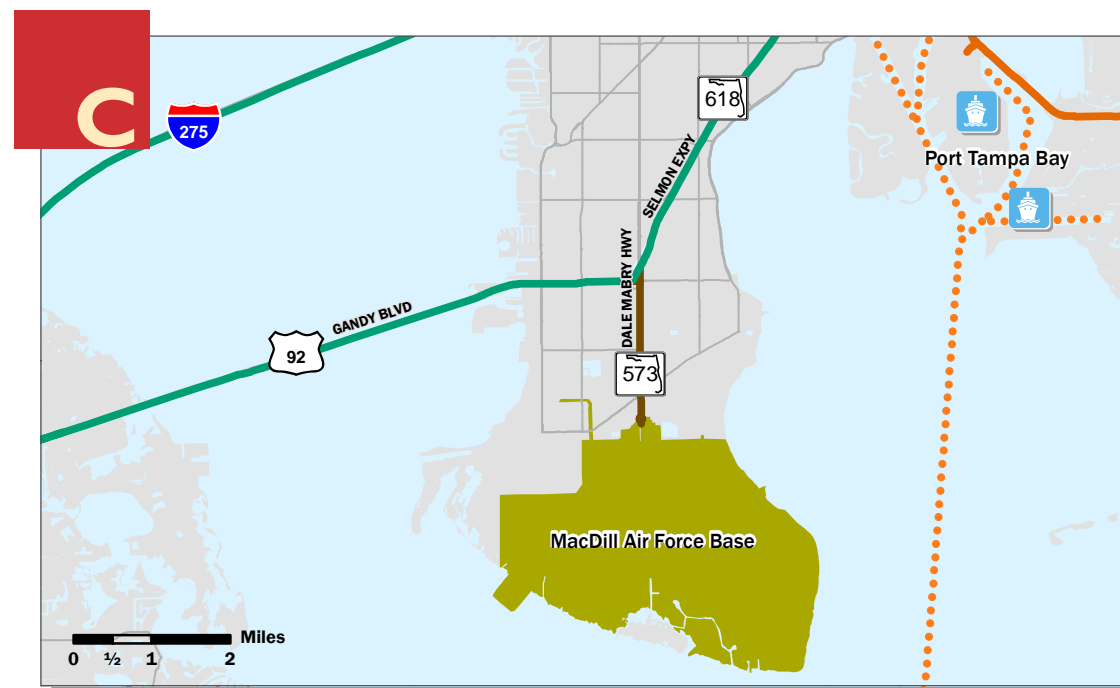 C
275
618
SELMON EXPY
Port Tampa Bay
DALE MABRY HWY
GANDY BLVD
92
573
MacDill Air Force Base
Miles
0 ½ 1 2